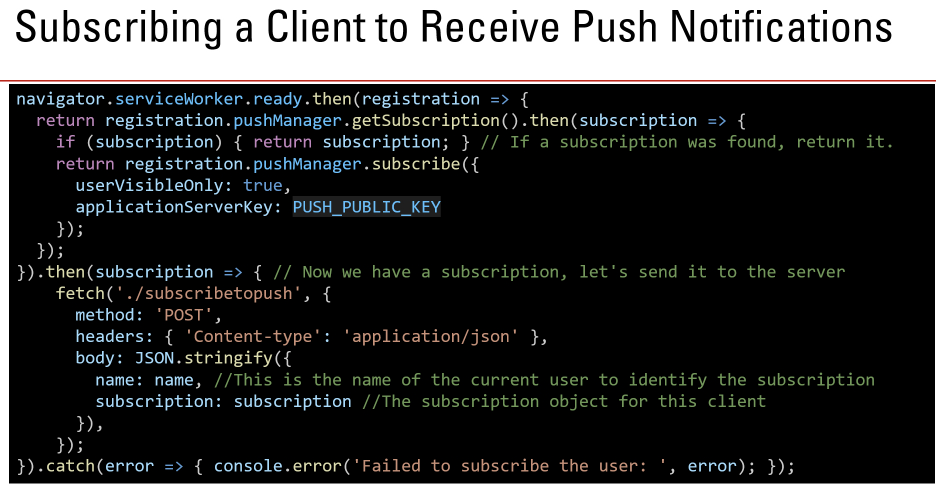 Subscribing a Client to Receive Push Notifications
navigator.serviceWorker.ready.then(registration => {
  return registration.pushManager.getSubscription().then(subscription => {
    if (subscription) { return subscription; } // If a subscription was found, return it.
    return registration.pushManager.subscribe({
      userVisibleOnly: true,
      applicationServerKey: PUSH_PUBLIC_KEY
    });
  });
}).then(subscription => { // Now we have a subscription, let's send it to the server
    fetch('./subscribetopush', {
      method: 'POST',
      headers: { 'Content-type': 'application/json' },
      body: JSON.stringify({
        name: name, //This is the name of the current user to identify the subscription
        subscription: subscription //The subscription object for this client
      }),
    });
}).catch(error => { console.error('Failed to subscribe the user: ', error); });